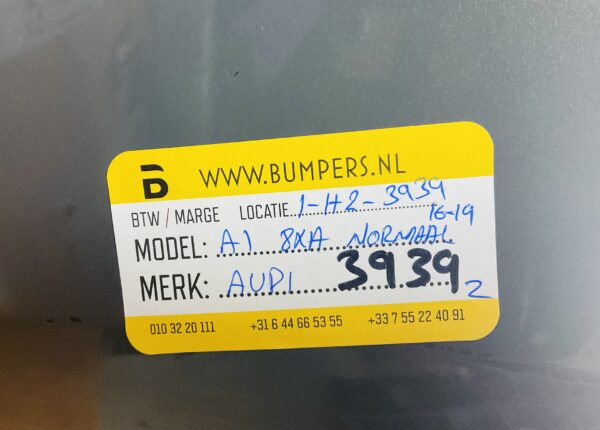 WWW.BUMPERS.NL
BTW / MARGE LOCATIE 1-H2-3939
16-19
MODEL: A1 8XA NORMAAL
MERK: AUDI 3939 2
010 32 20 111 +31 6 44 66 53 55 +33 7 55 22 40 91